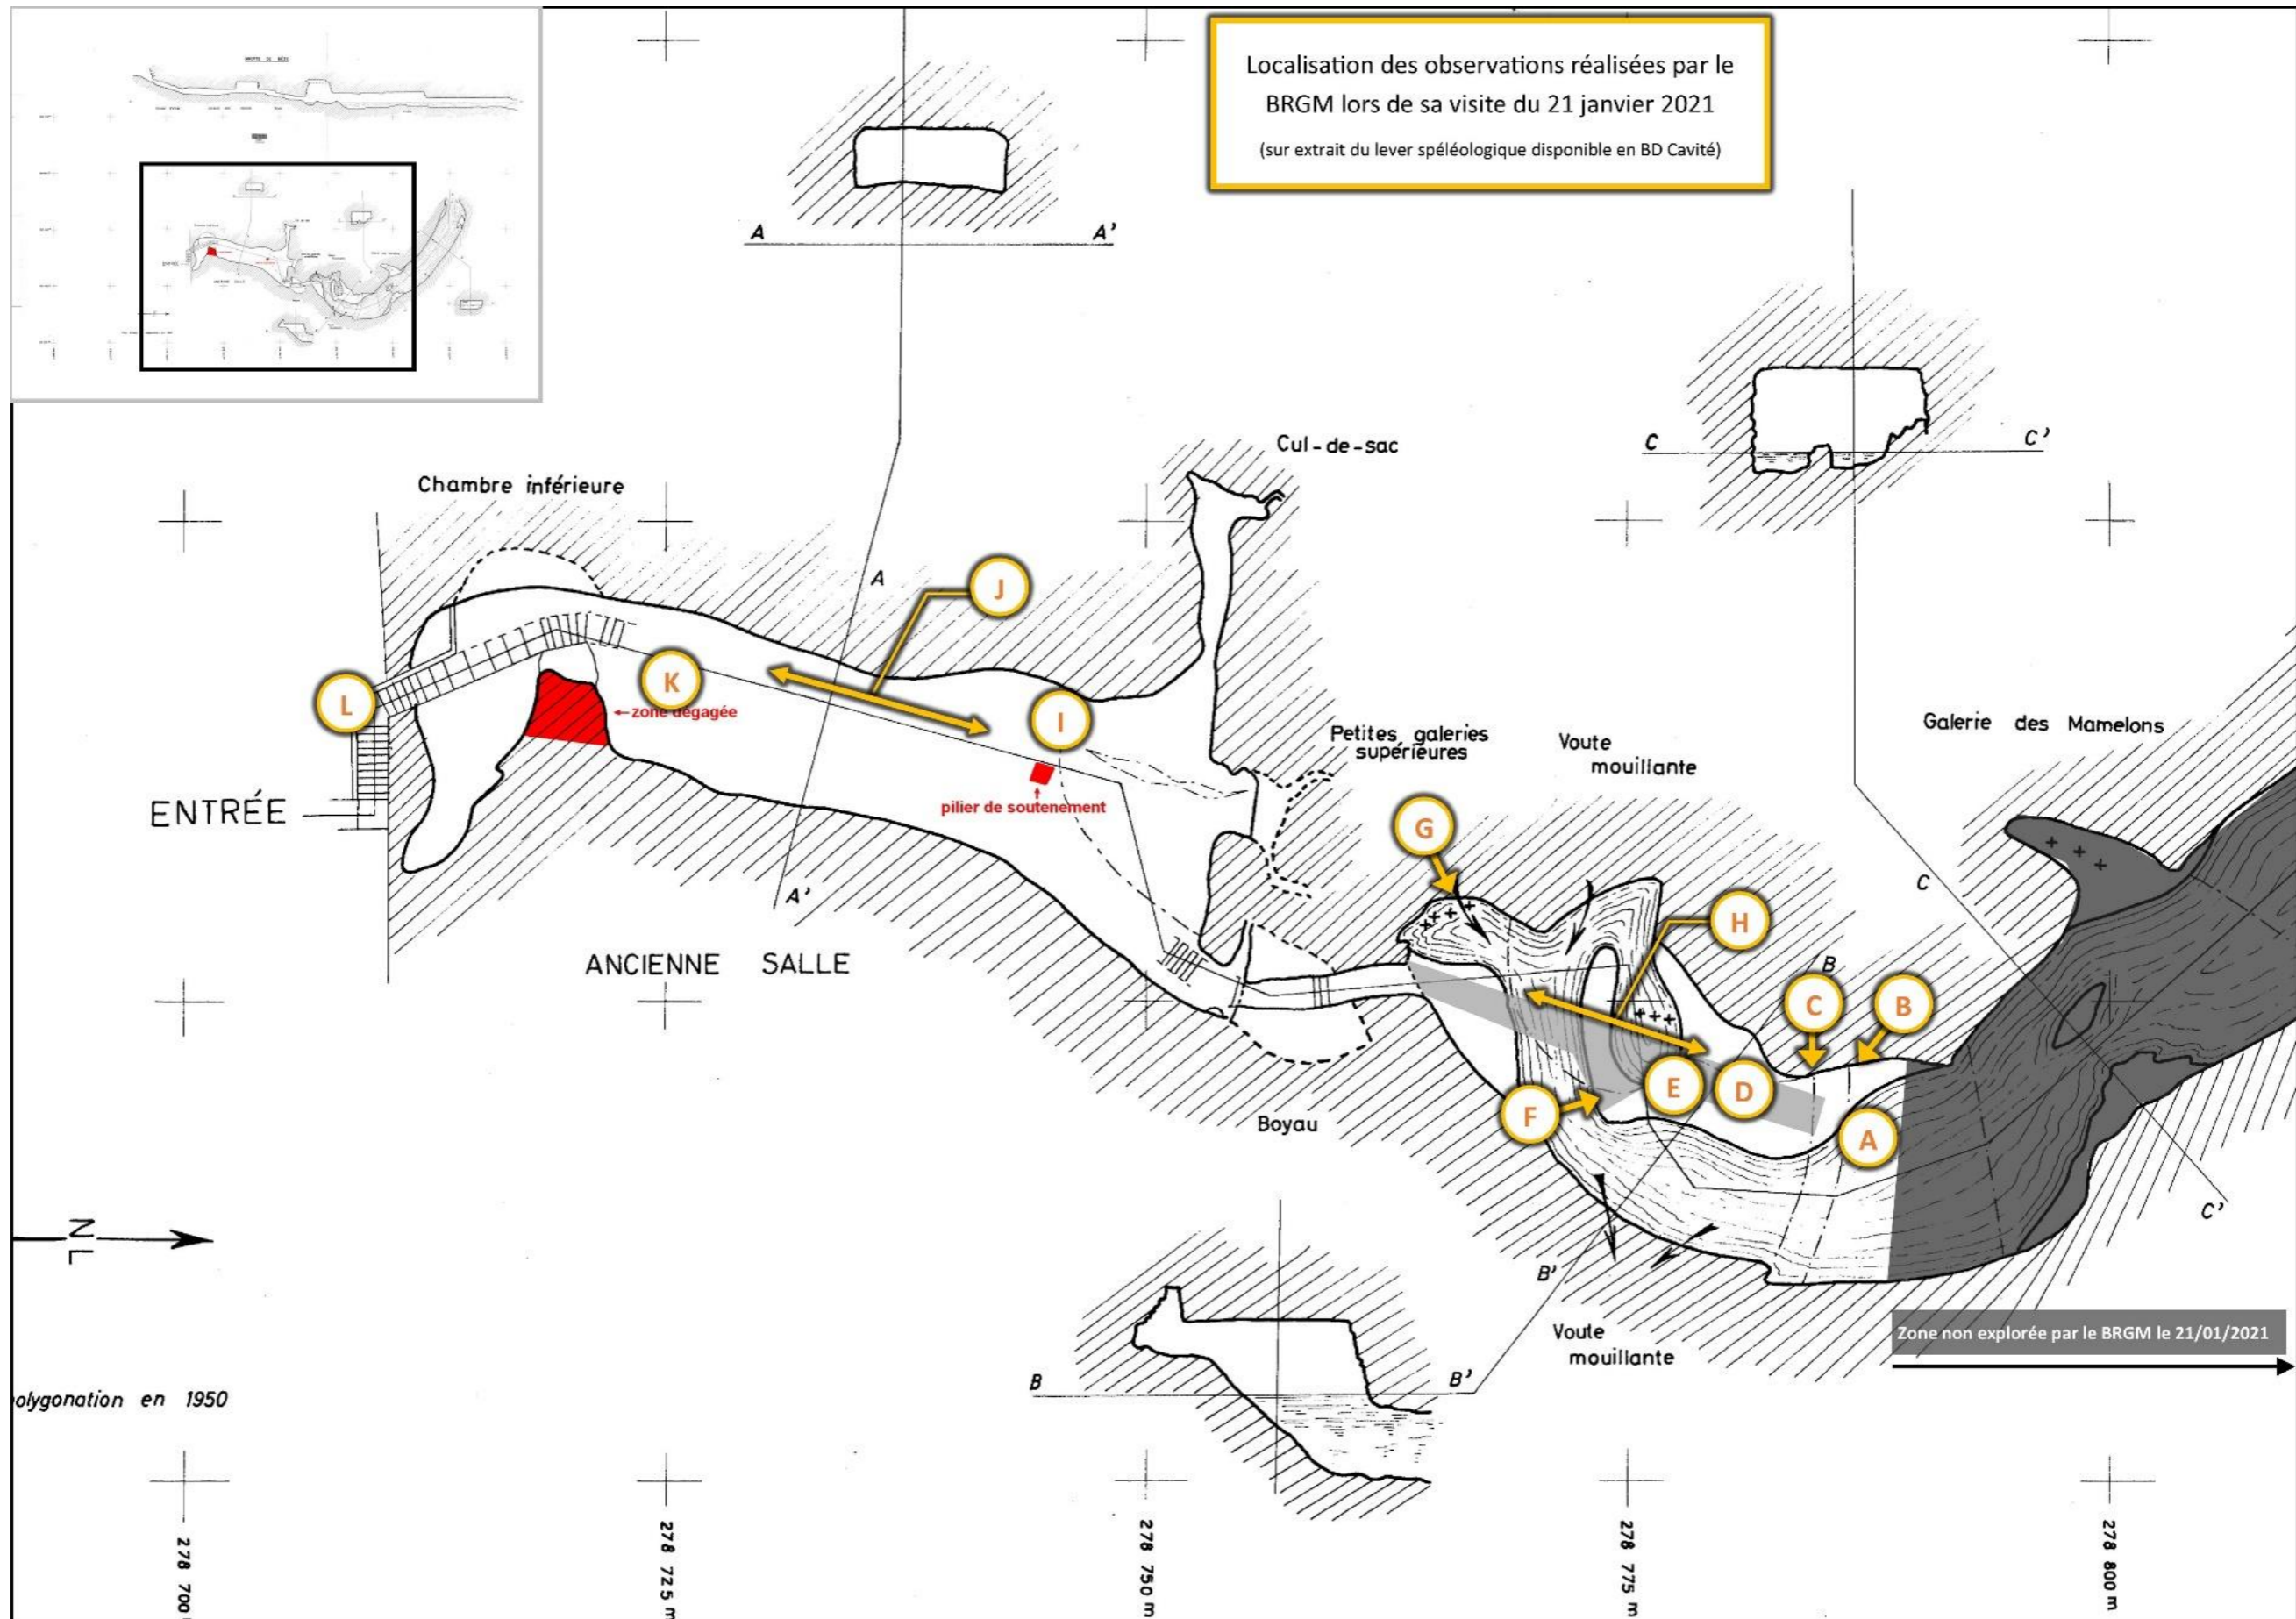 Localisation des observations réalisées par le
BRGM lors de sa visite du 21 janvier 2021
(sur extrait du lever spéléologique disponible en BD Cavité)
A
A'
C
C'
Cul-de-sac
Chambre inférieure
A
J
L
K
I
←zone dégagée
Petites galeries
supérieures
Voute
mouillante
Galerie des Mamelons
ENTRÉE
pilier de soutenement
G
C
A'
H
ANCIENNE SALLE
B
C
B
E
D
F
Boyau
A
C'
N
B'
Voute
mouillante
Zone non explorée par le BRGM le 21/01/2021
B
B'
olygonation en 1950
278 700
278 725 m
278 750 m
278 775 m
278 800 m